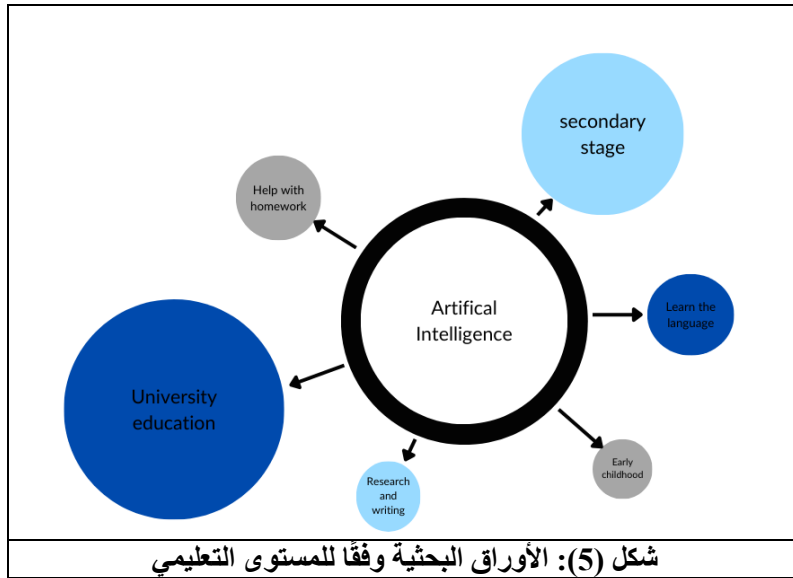 secondary
stage
Help with
homework
Artifical
Intelligence
Learn the
language
University
education
Early
childhood
Research
and
writing
شكل (5): الأوراق البحثية وفقًا للمستوى التعليمي